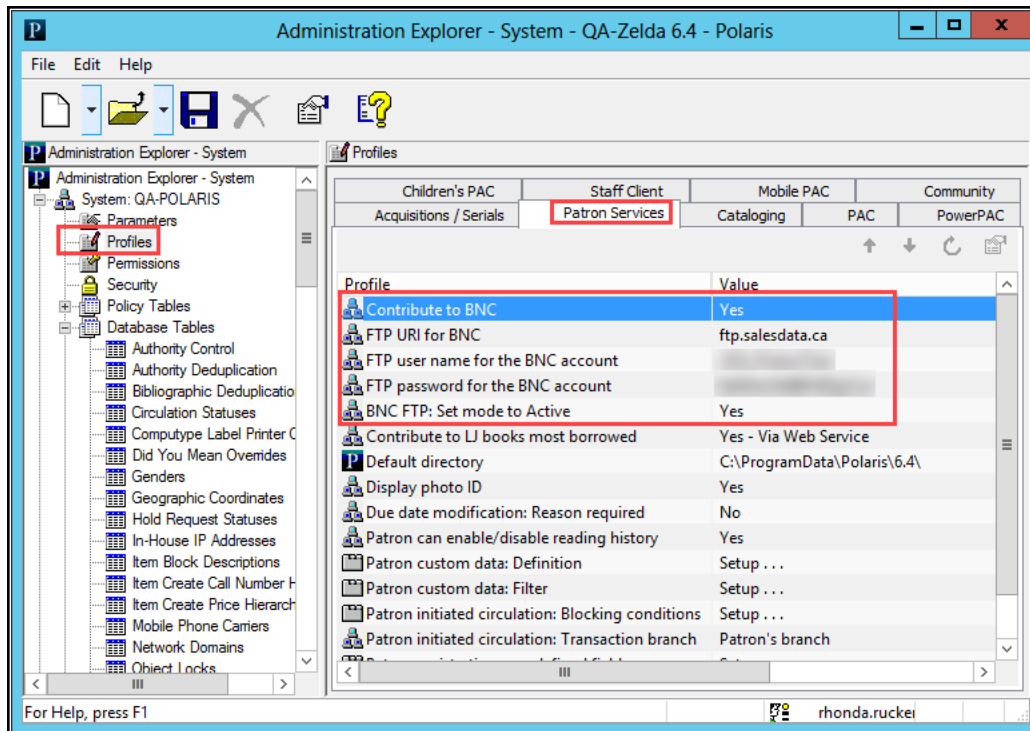 Administration Explorer - System - QA-Zelda 6.4 - Polaris
File Edit Help
Administration Explorer - System
Administration Explorer - System
System: QA-POLARIS
Parameters
Profiles
Permissions
Security
Policy Tables
Database Tables
Authority Control
Authority Deduplication
Bibliographic Deduplicatio
Circulation Statuses
Computype Label Printer C
Did You Mean Overrides
Genders
Geographic Coordinates
Hold Request Statuses
In-House IP Addresses
Item Block Descriptions
Item Create Call Number H
Item Create Price Hierarch
Mobile Phone Carriers
Network Domains
Object Locks
Profiles
Children's PAC Staff Client Mobile PAC Community
Acquisitions / Serials Patron Services Cataloging PAC PowerPAC
Profile Value
Contribute to BNC Yes
FTP URI for BNC ftp.salesdata.ca
FTP user name for the BNC account
FTP password for the BNC account
BNC FTP: Set mode to Active Yes
Contribute to LJ books most borrowed Yes - Via Web Service
Default directory C:\ProgramData\Polaris\6.4\
Display photo ID Yes
Due date modification: Reason required No
Patron can enable/disable reading history Yes
Patron custom data: Definition Setup . . .
Patron custom data: Filter Setup . . .
Patron initiated circulation: Blocking conditions Setup . . .
Patron initiated circulation: Transaction branch Patron's branch
For Help, press F1 rhonda.rucker